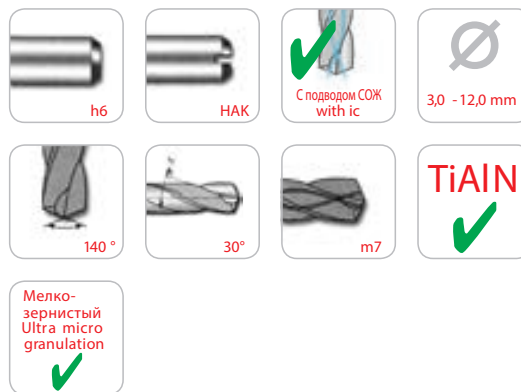 h6
HAK
С подводом СОЖ
with ic
3,0 - 12,0 mm
140 °
30°
m7
TiAlN
Мелко-
зернистый
Ultra micro
granulation